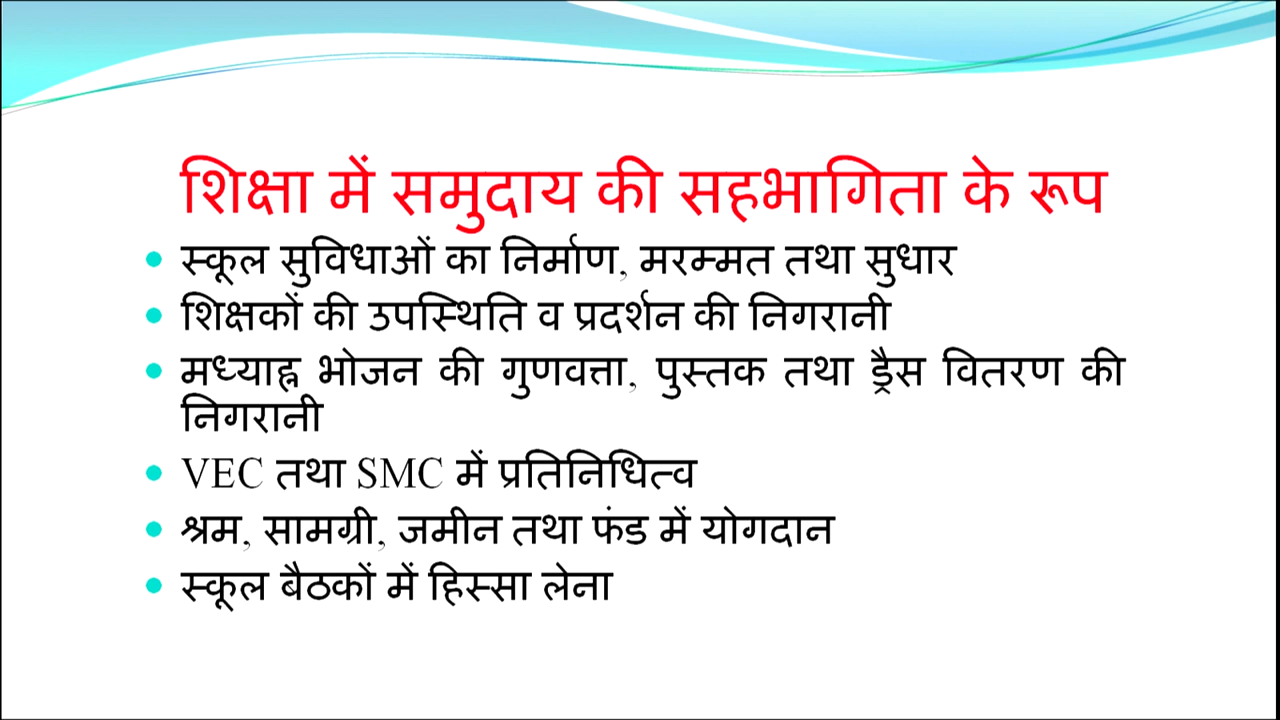 शिक्षा में समुदाय की सहभागिता के रूप
स्कूल सुविधाओं का निर्माण, मरम्मत तथा सुधार
शिक्षकों की उपस्थिति व प्रदर्शन की निगरानी
मध्याह्न भोजन की गुणवत्ता, पुस्तक तथा ड्रैस वितरण की
निगरानी
VEC तथा SMC में प्रतिनिधित्व
श्रम, सामग्री, जमीन तथा फंड में योगदान
स्कूल बैठकों में हिस्सा लेना